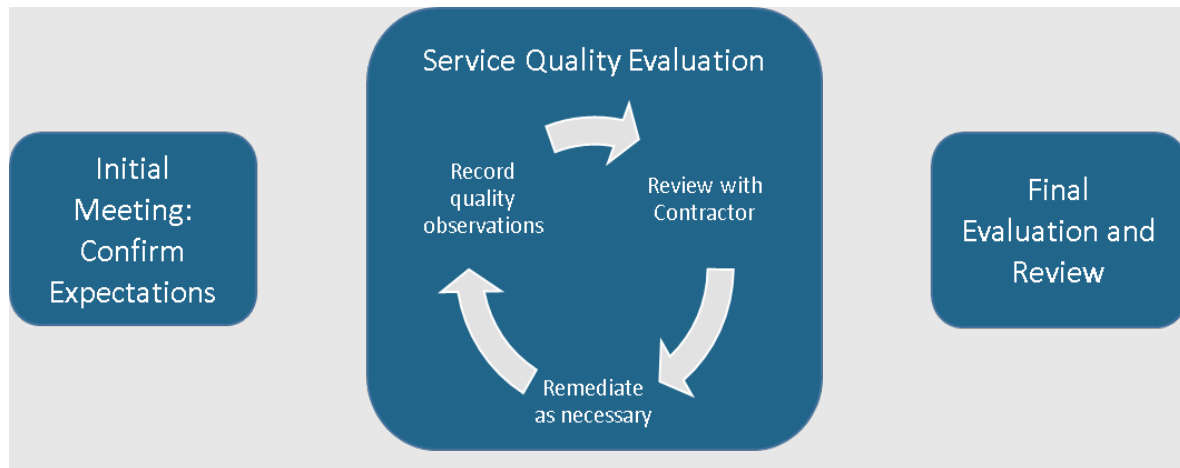 Initial
Meeting:
Confirm
Expectations
Service Quality Evaluation
Record
quality
observations
Review with
Contractor
Remediate
as necessary
Final
Evaluation and
Review